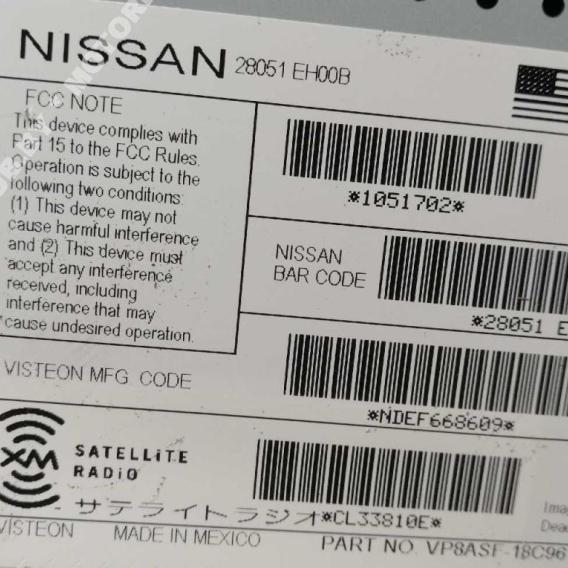 NISSAN 28051 EH00B
FCC NOTE
This device complies with
Part 15 to the FCC Rules.
Operation is subject to the
following two conditions:
(1) This device may not
cause harmful interference
and (2) This device must
accept any interference
received, including
interference that may
cause undesired operation.
*1051702*
NISSAN
BAR CODE
*28051 E
VISTEON MFG. CODE
*NDEF668609*
XM SATELLiTE
RADiO
サテライトラジオ *CL33810E*
VISTEON MADE IN MEXICO PART NO. VP8ASF-18C96